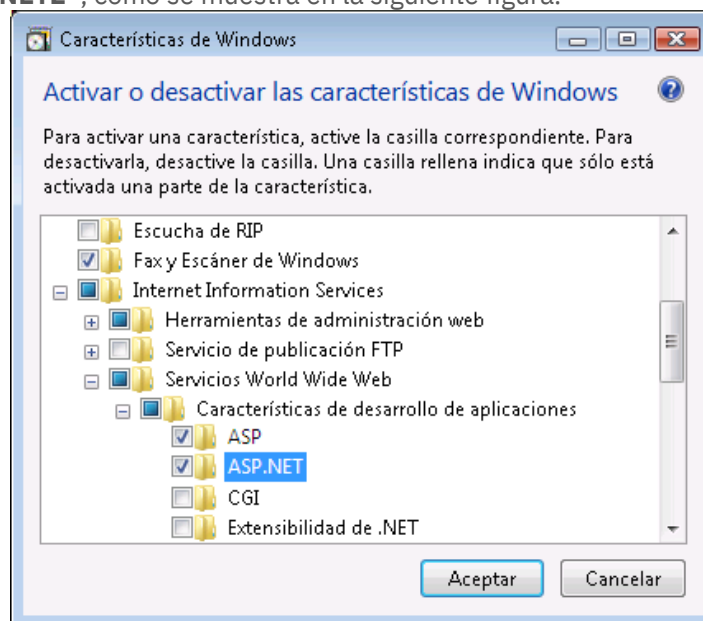 NETE", como se muestra en la siguiente figura:
Características de Windows
Activar o desactivar las características de Windows
Para activar una característica, active la casilla correspondiente. Para
desactivarla, desactive la casilla. Una casilla rellena indica que sólo está
activada una parte de la característica.
Escucha de RIP
Fax y Escáner de Windows
Internet Information Services
Herramientas de administración web
Servicio de publicación FTP
Servicios World Wide Web
Características de desarrollo de aplicaciones
ASP
ASP.NET
CGI
Extensibilidad de .NET
Aceptar Cancelar